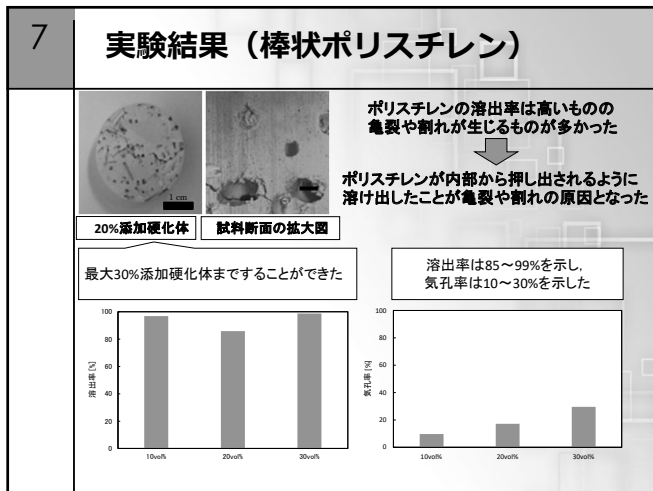 7
実験結果（棒状ポリスチレン）
1 cm
20%添加硬化体
試料断面の拡大図
ポリスチレンの溶出率は高いものの
亀裂や割れが生じるものが多かった
ポリスチレンが内部から押し出されるように
溶け出したことが亀裂や割れの原因となった
最大30%添加硬化体まですることができた
溶出率は85～99%を示し,
気孔率は10～30%を示した
溶出率 [%]
100
80
60
40
20
0
10vol%
20vol%
30vol%
気孔率 [%]
100
80
60
40
20
0
10vol%
20vol%
30vol%